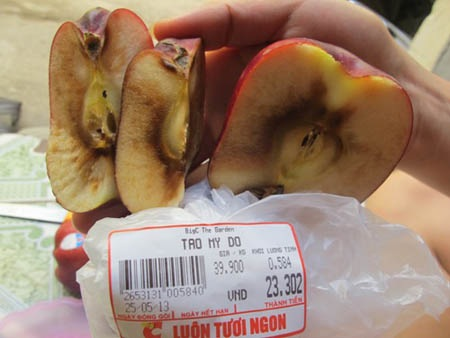 BigC The Garden
TAO MY DO
GIA / KG KHOI LUONG TINH
39.900 0.584
2653131 005840
VND 23.302
25/05/13 THÀNH TIỀN
NGÀY ĐÓNG GÓI NGÀY HẾT HẠN
C LUÔN TƯƠI NGON